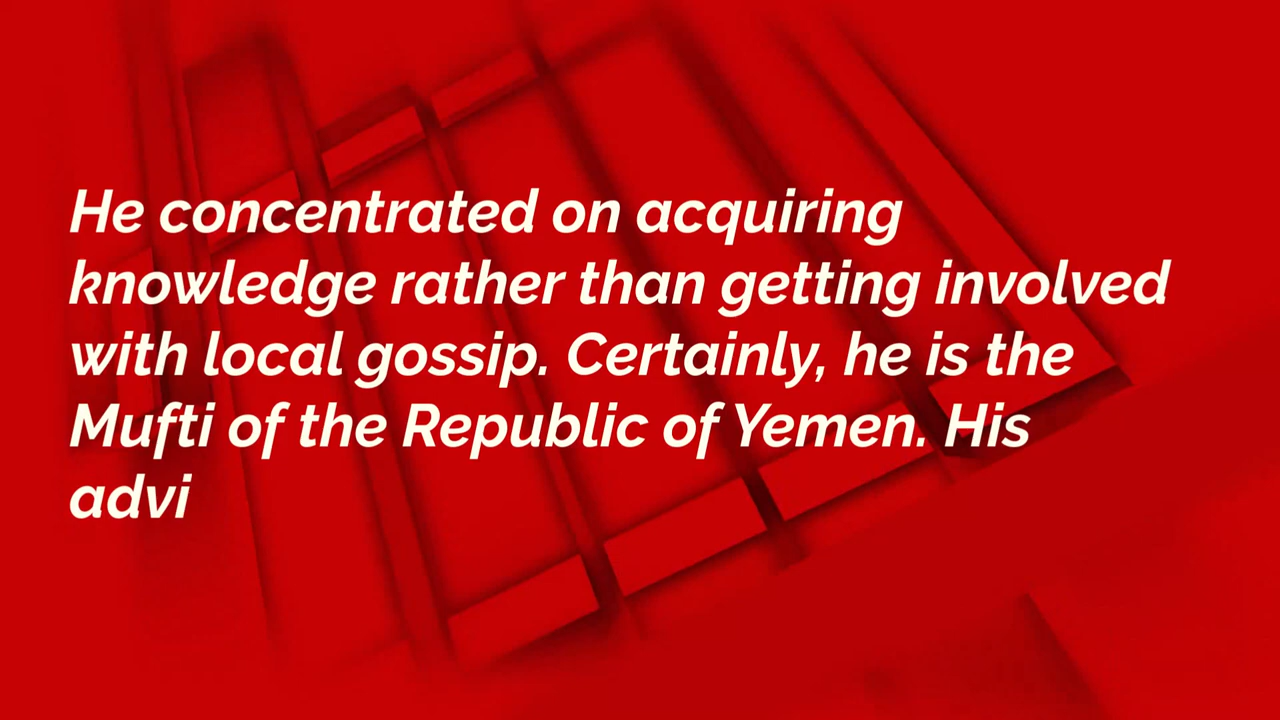 He concentrated on acquiring
knowledge rather than getting involved
with local gossip. Certainly, he is the
Mufti of the Republic of Yemen. His
advi